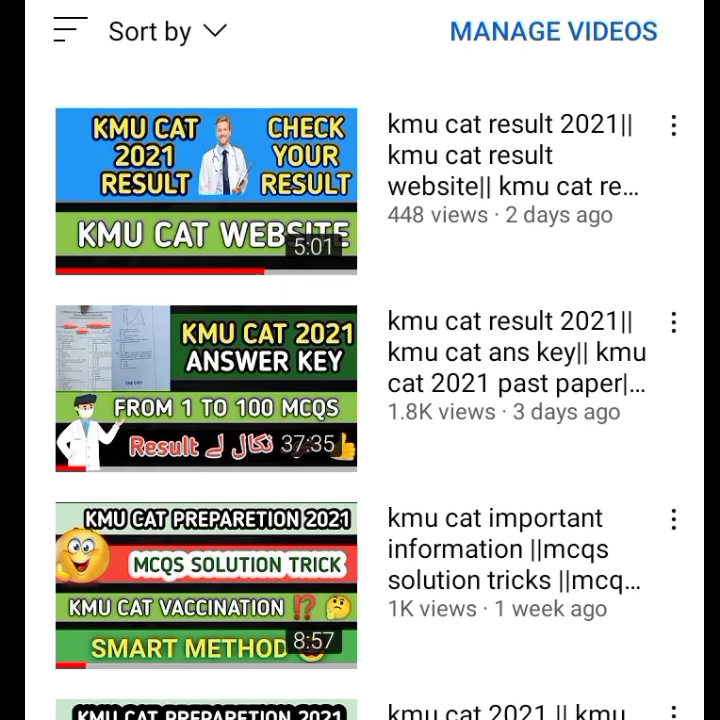 Sort by
MANAGE VIDEOS
KMU CAT
2021
RESULT
CHECK
YOUR
RESULT
KMU CAT WEBSITE
5:01
kmu cat result 2021||
kmu cat result
website|| kmu cat re...
448 views · 2 days ago
KMU CAT 2021
ANSWER KEY
FROM 1 TO 100 MCQS
Result نکال لے
37:35
kmu cat result 2021||
kmu cat ans key|| kmu
cat 2021 past paper|...
1.8K views · 3 days ago
KMU CAT PREPARETION 2021
MCQS SOLUTION TRICK
KMU CAT VACCINATION ⁉️ 🤔
SMART METHOD
8:57
kmu cat important
information ||mcqs
solution tricks ||mcq...
1K views · 1 week ago
KMU CAT PREPARETION 2021
kmu cat 2021 || kmu